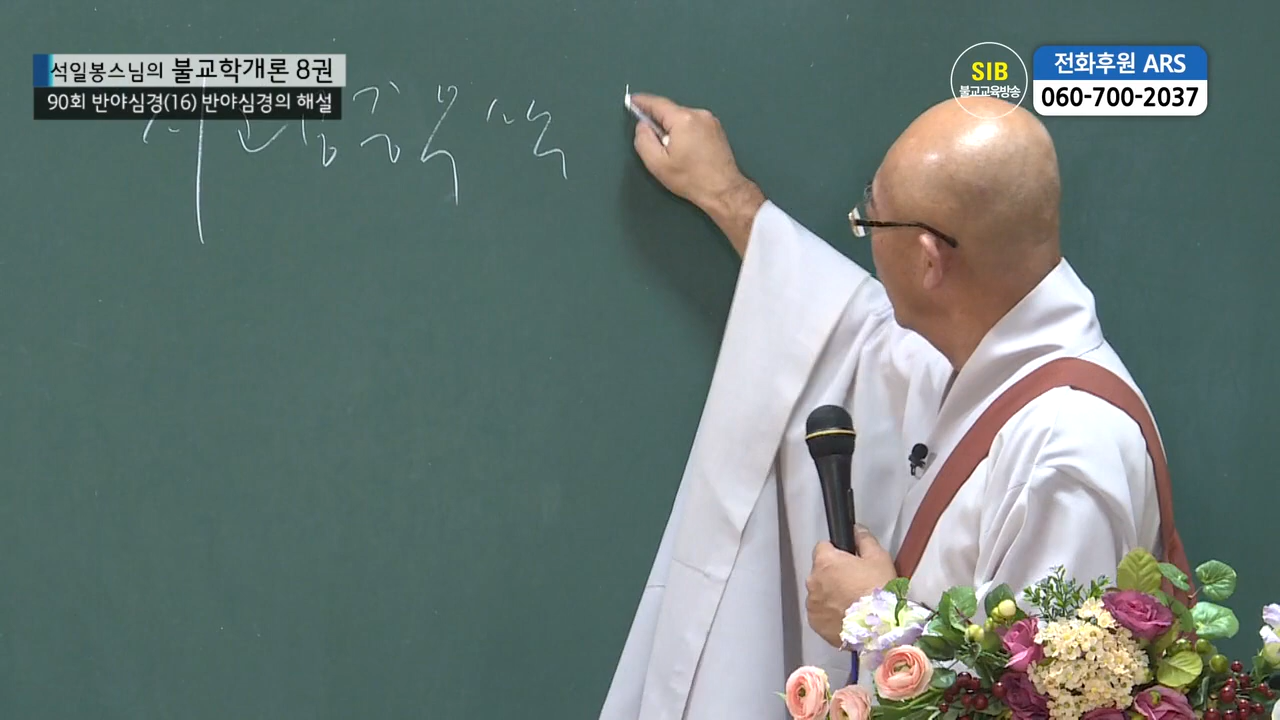 석일봉스님의 불교학개론 8권
90회 반야심경(16) 반야심경의 해설
SIB
불교교육방송
전화후원 ARS
060-700-2037